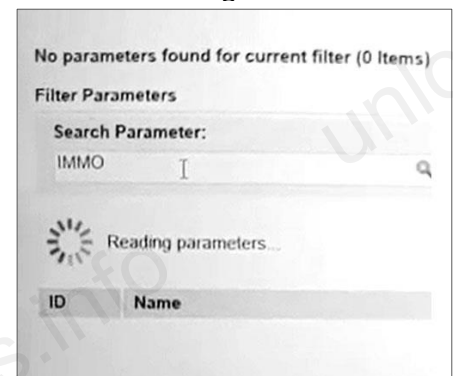 No parameters found for current filter (0 Items)
Filter Parameters
Search Parameter:
IMMO
Reading parameters...
ID Name